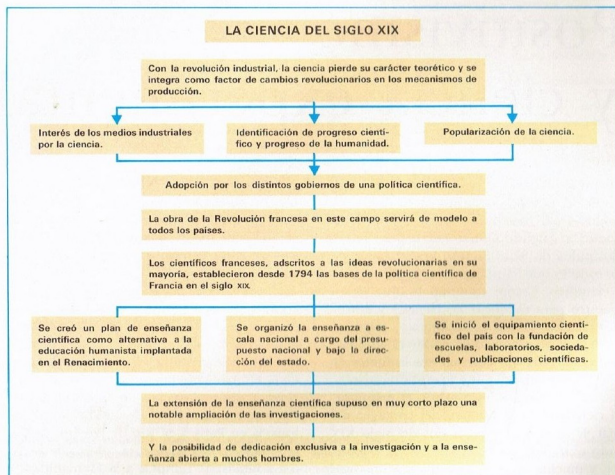 LA CIENCIA DEL SIGLO XIX
Con la revolución industrial, la ciencia pierde su carácter teorético y se
integra como factor de cambios revolucionarios en los mecanismos de
producción.
Interés de los medios industriales
por la ciencia.
Identificación de progreso cientí-
fico y progreso de la humanidad.
Popularización de la ciencia.
Adopción por los distintos gobiernos de una política científica.
La obra de la Revolución francesa en este campo servirá de modelo a
todos los países.
Los científicos franceses, adscritos a las ideas revolucionarias en su
mayoría, establecieron desde 1794 las bases de la política científica de
Francia en el siglo XIX.
Se creó un plan de enseñanza
científica como alternativa a la
educación humanista implantada
en el Renacimiento.
Se organizó la enseñanza a es-
cala nacional a cargo del presu-
puesto nacional y bajo la direc-
ción del estado.
Se inició el equipamiento cientí-
fico del país con la fundación de
escuelas, laboratorios, socieda-
des y publicaciones científicas.
La extensión de la enseñanza científica supuso en muy corto plazo una
notable ampliación de las investigaciones.
Y la posibilidad de dedicación exclusiva a la investigación y a la ense-
ñanza abierta a muchos hombres.